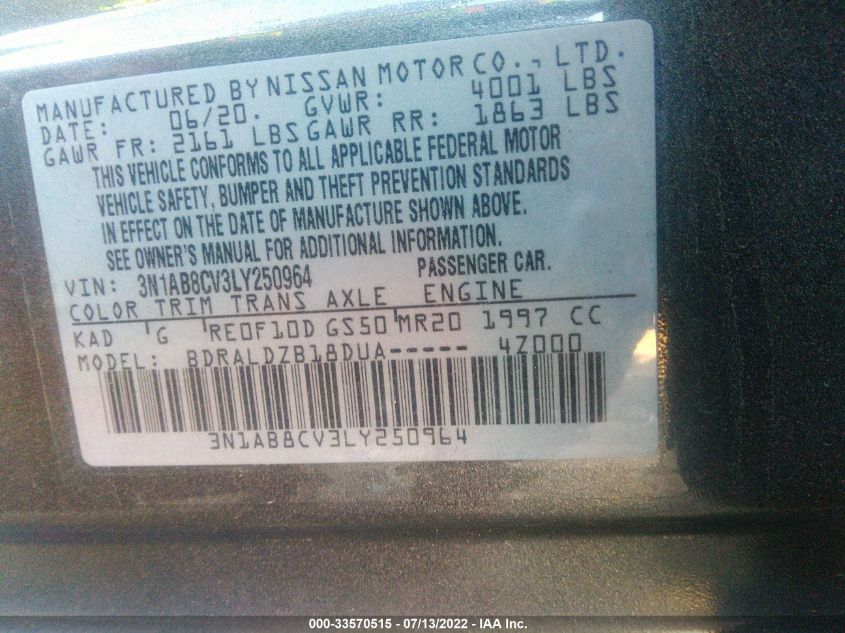 MANUFACTURED BY NISSAN MOTOR CO., LTD.
DATE: 06/20. GVWR: 4001 LBS
GAWR FR: 2161 LBS GAWR RR: 1863 LBS
THIS VEHICLE CONFORMS TO ALL APPLICABLE FEDERAL MOTOR
VEHICLE SAFETY, BUMPER AND THEFT PREVENTION STANDARDS
IN EFFECT ON THE DATE OF MANUFACTURE SHOWN ABOVE.
SEE OWNER'S MANUAL FOR ADDITIONAL INFORMATION.
VIN: 3N1AB8CV3LY250964 PASSENGER CAR.
COLOR TRIM TRANS AXLE ENGINE
KAD G RE0F10D GS50 MR20 1997 CC
MODEL: BDRALDZB18DUA----- 4Z000
3N1AB8CV3LY250964
000-33570515 - 07/13/2022 - IAA Inc.